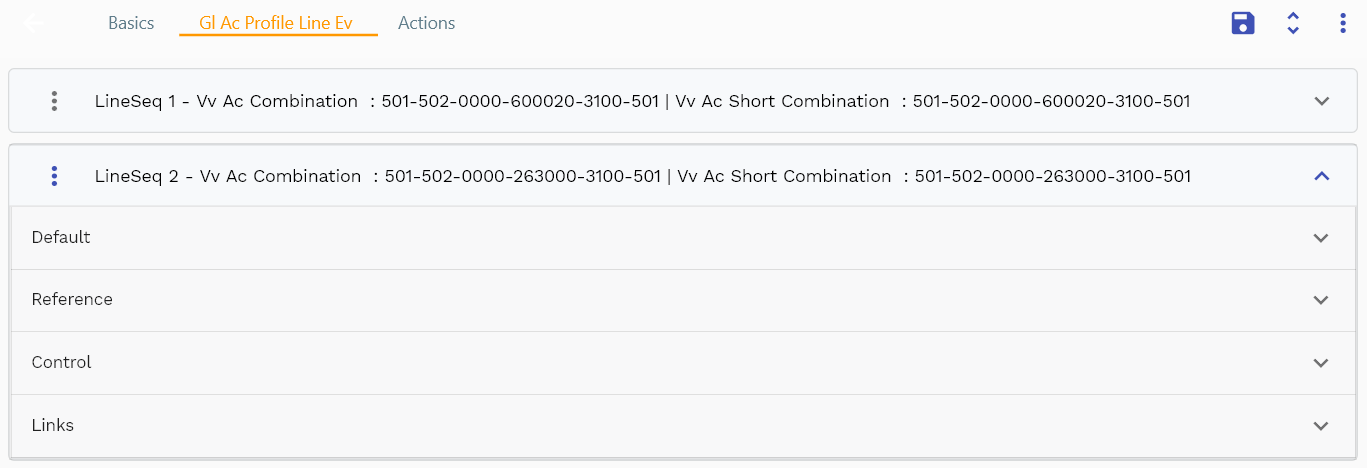 Basics Gl Ac Profile Line Ev Actions
LineSeq 1 - Vv Ac Combination : 501-502-0000-600020-3100-501 | Vv Ac Short Combination : 501-502-0000-600020-3100-501
LineSeq 2 - Vv Ac Combination : 501-502-0000-263000-3100-501 | Vv Ac Short Combination : 501-502-0000-263000-3100-501
Default
Reference
Control
Links